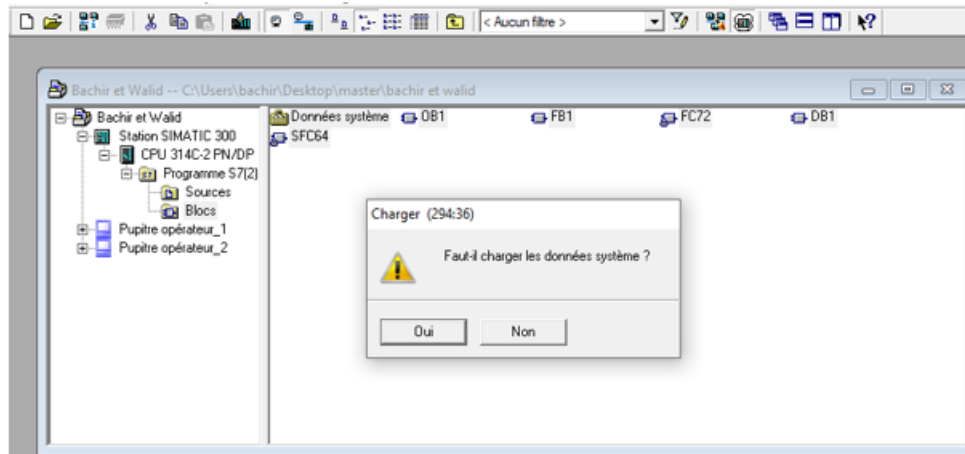 < Aucun filtre >
Bachir et Walid -- C:\Users\bachir\Desktop\master\bachir et walid
Bachir et Walid
Station SIMATIC 300
CPU 314C-2 PN/DP
Programme S7(2)
Sources
Blocs
Pupitre opérateur_1
Pupitre opérateur_2
Données système OB1 FB1 FC72 DB1
SFC64
Charger (294:36)
Faut-il charger les données système ?
Oui Non